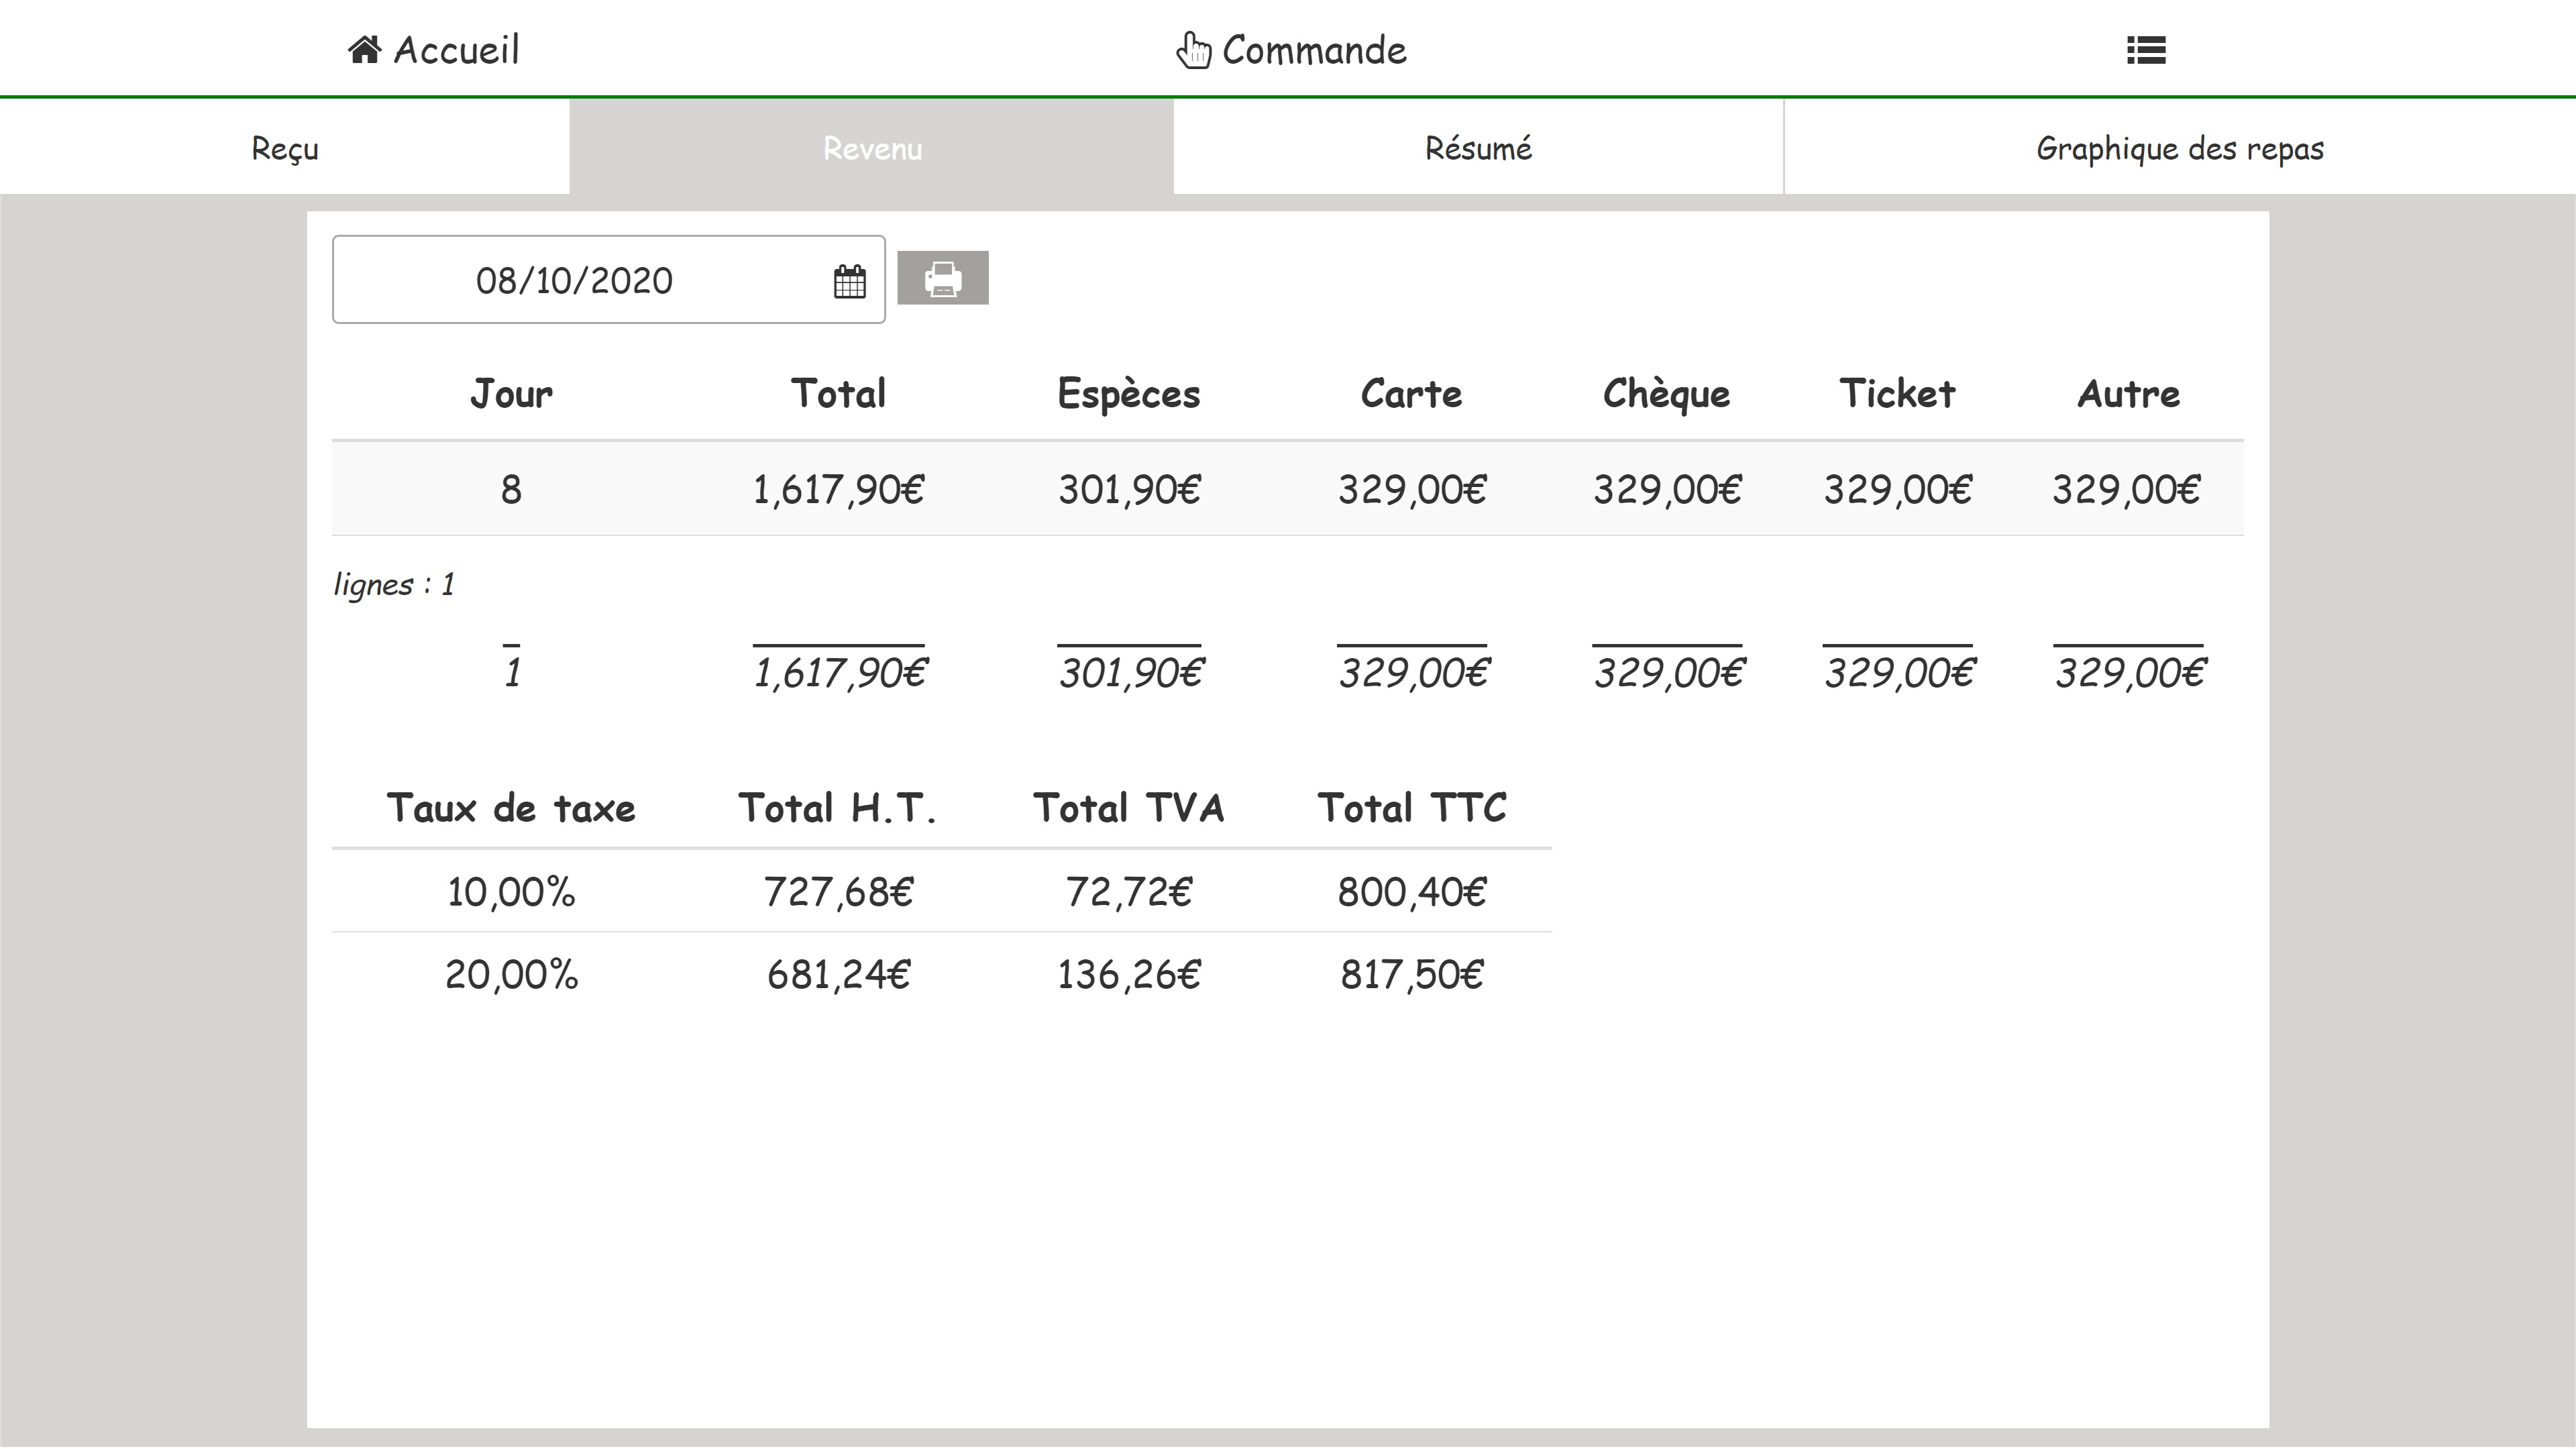 Accueil Commande
Reçu Revenu Résumé Graphique des repas
08/10/2020
Jour Total Espèces Carte Chèque Ticket Autre
8 1,617,90€ 301,90€ 329,00€ 329,00€ 329,00€ 329,00€
lignes : 1
1 1,617,90€ 301,90€ 329,00€ 329,00€ 329,00€ 329,00€
Taux de taxe Total H.T. Total TVA Total TTC
10,00% 727,68€ 72,72€ 800,40€
20,00% 681,24€ 136,26€ 817,50€